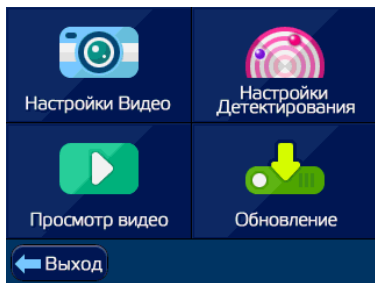 Настройки Видео
Настройки
Детектирования
Просмотр видео
Обновление
Выход